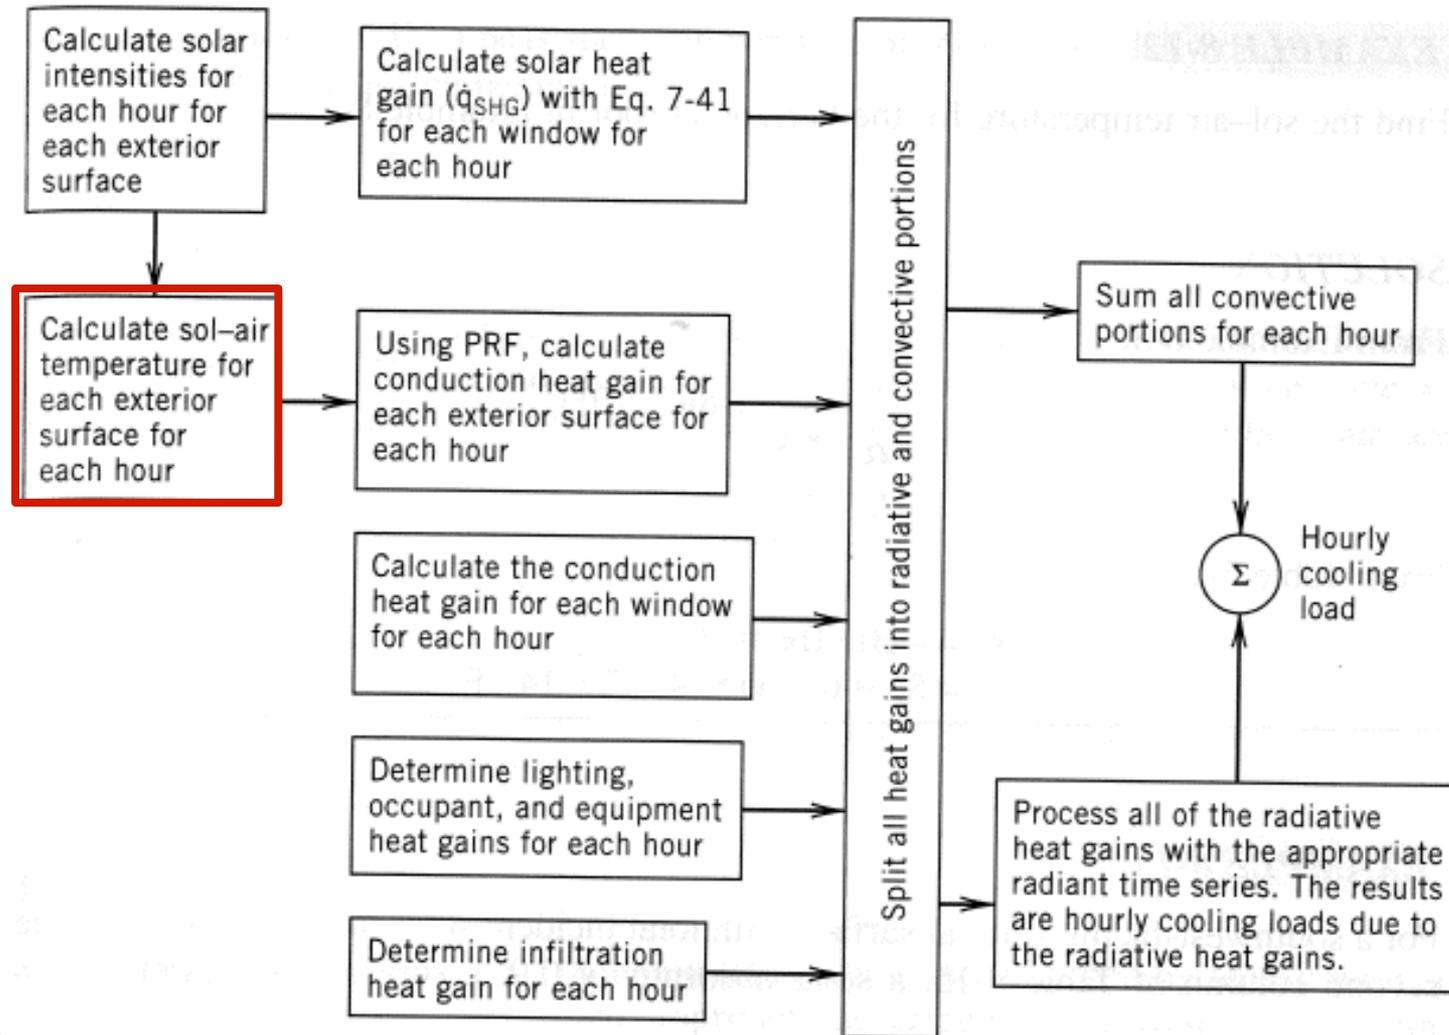 Calculate solar
intensities for
each hour for
each exterior
surface
Calculate solar heat
gain (q̇SHG) with Eq. 7-41
for each window for
each hour
Calculate sol–air
temperature for
each exterior
surface for
each hour
Using PRF, calculate
conduction heat gain for
each exterior surface for
each hour
Calculate the conduction
heat gain for each window
for each hour
Determine lighting,
occupant, and equipment
heat gains for each hour
Determine infiltration
heat gain for each hour
Split all heat gains into radiative and convective portions
Sum all convective
portions for each hour
Σ
Hourly
cooling
load
Process all of the radiative
heat gains with the appropriate
radiant time series. The results
are hourly cooling loads due to
the radiative heat gains.